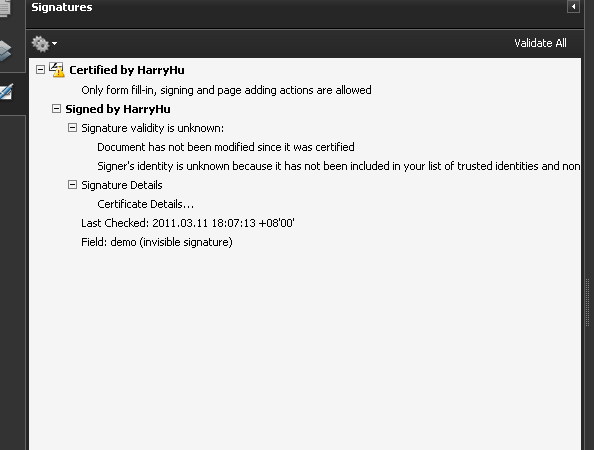 Signatures
Validate All
Certified by HarryHu
Only form fill-in, signing and page adding actions are allowed
Signed by HarryHu
Signature validity is unknown:
Document has not been modified since it was certified
Signer's identity is unknown because it has not been included in your list of trusted identities and non
Signature Details
Certificate Details...
Last Checked: 2011.03.11 18:07:13 +08'00'
Field: demo (invisible signature)